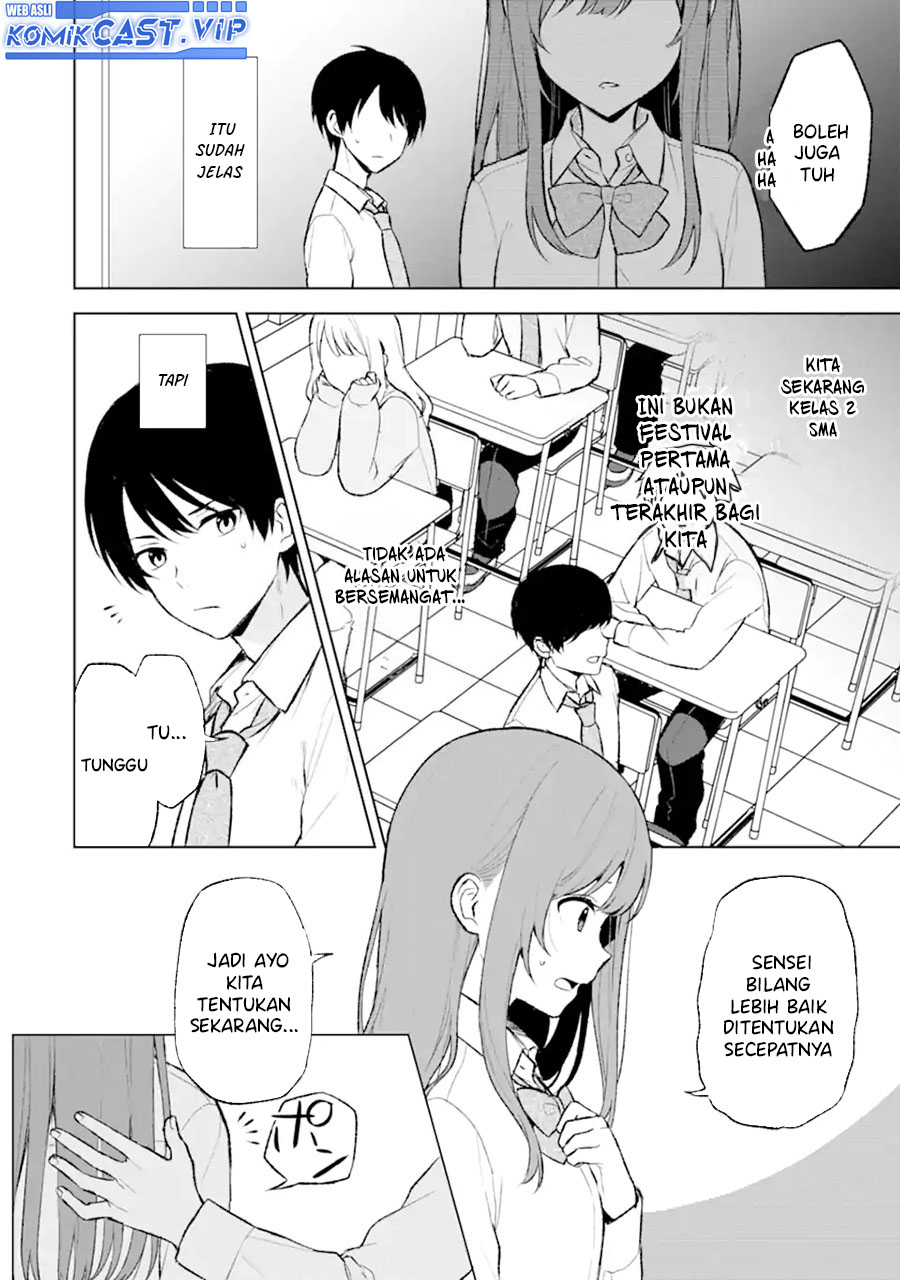 WEB ASLI
KOMIKCAST.VIP
BOLEH
JUGA
TUH
A
HA
HA
ITU
SUDAH
JELAS
KITA
SEKARANG
KELAS 2
SMA
INI BUKAN
FESTIVAL
PERTAMA
ATAUPUN
TERAKHIR BAGI
KITA
TIDAK ADA
ALASAN UNTUK
BERSEMANGAT...
TAPI
TU...
TUNGGU
SENSEI
BILANG
LEBIH BAIK
DITENTUKAN
SECEPATNYA
JADI AYO
KITA
TENTUKAN
SEKARANG...
ポン